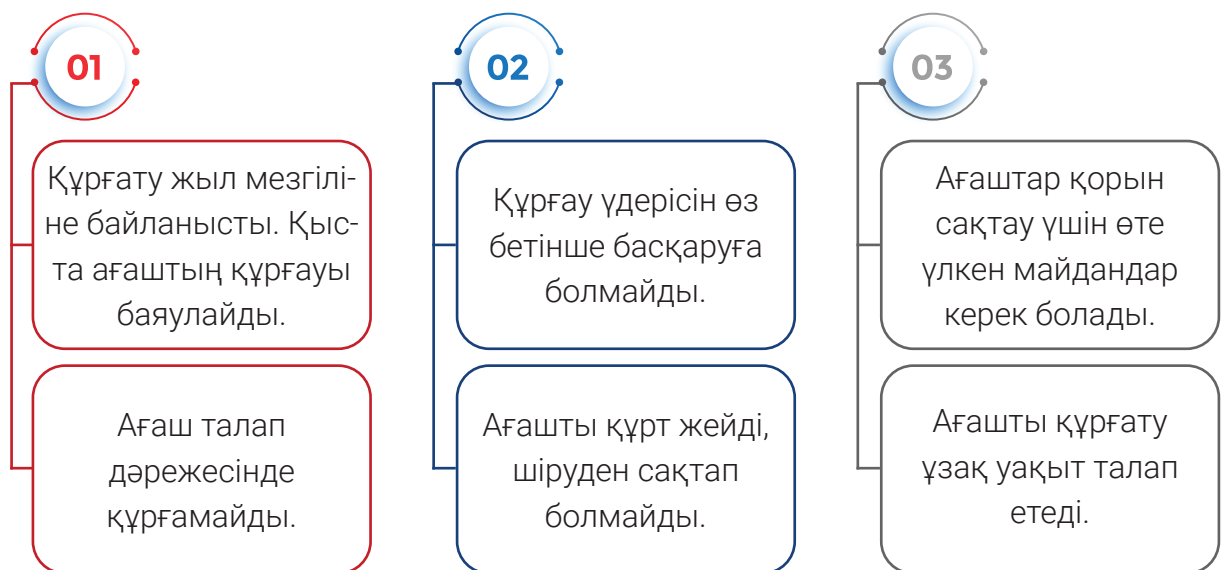 01
Құрғату жыл мезгілі-
не байланысты. Қыс-
та ағаштың құрғауы
баяулайды.
Ағаш талап
дәрежесінде
құрғамайды.
02
Құрғау үдерісін өз
бетінше басқаруға
болмайды.
Ағашты құрт жейді,
шіруден сақтап
болмайды.
03
Ағаштар қорын
сақтау үшін өте
үлкен майдандар
керек болады.
Ағашты құрғату
ұзақ уақыт талап
етеді.